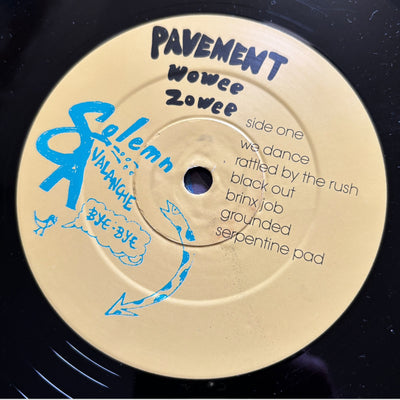 PAVEMENT
wowee
zowee
side one
we dance
rattled by the rush
black out
brinx job
grounded
serpentine pad
Solemn
VALANCHE
BYE-BYE